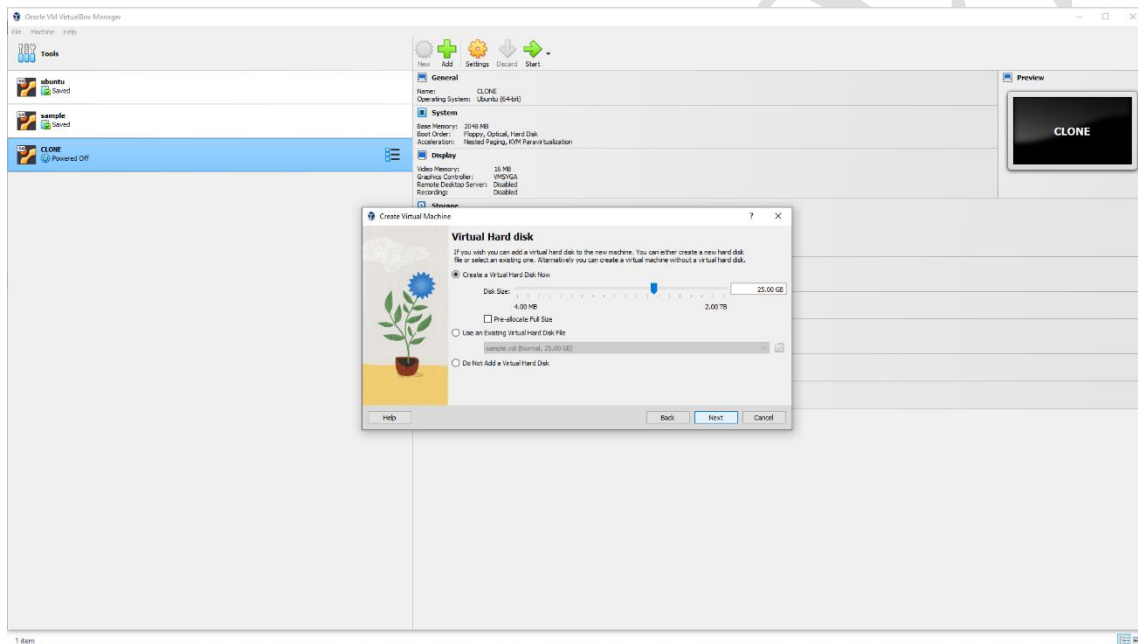 Oracle VM VirtualBox Manager
File Machine Help
Tools
ubuntu
Saved
sample
Saved
CLONE
Powered Off
New Add Settings Discard Start
General
Name: CLONE
Operating System: Ubuntu (64-bit)
System
Base Memory: 2048 MB
Boot Order: Floppy, Optical, Hard Disk
Acceleration: Nested Paging, KVM Paravirtualization
Display
Video Memory: 16 MB
Graphics Controller: VMSVGA
Remote Desktop Server: Disabled
Recording: Disabled
Storage
Preview
CLONE
Create Virtual Machine ? X
Virtual Hard disk
If you wish you can add a virtual hard disk to the new machine. You can either create a new hard disk
file or select an existing one. Alternatively you can create a virtual machine without a virtual hard disk.
Create a Virtual Hard Disk Now
Disk Size: 25.00 GB
4.00 MB 2.00 TB
Pre-allocate Full Size
Use an Existing Virtual Hard Disk File
sample.vdi (Normal, 25.00 GB)
Do Not Add a Virtual Hard Disk
Help Back Next Cancel
1 item